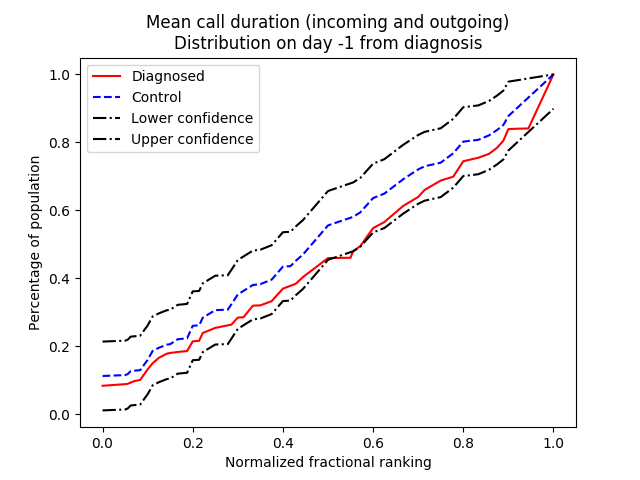 Mean call duration (incoming and outgoing)
Distribution on day -1 from diagnosis
Diagnosed
Control
Lower confidence
Upper confidence
Percentage of population
1.0
0.8
0.6
0.4
0.2
0.0
0.0 0.2 0.4 0.6 0.8 1.0
Normalized fractional ranking